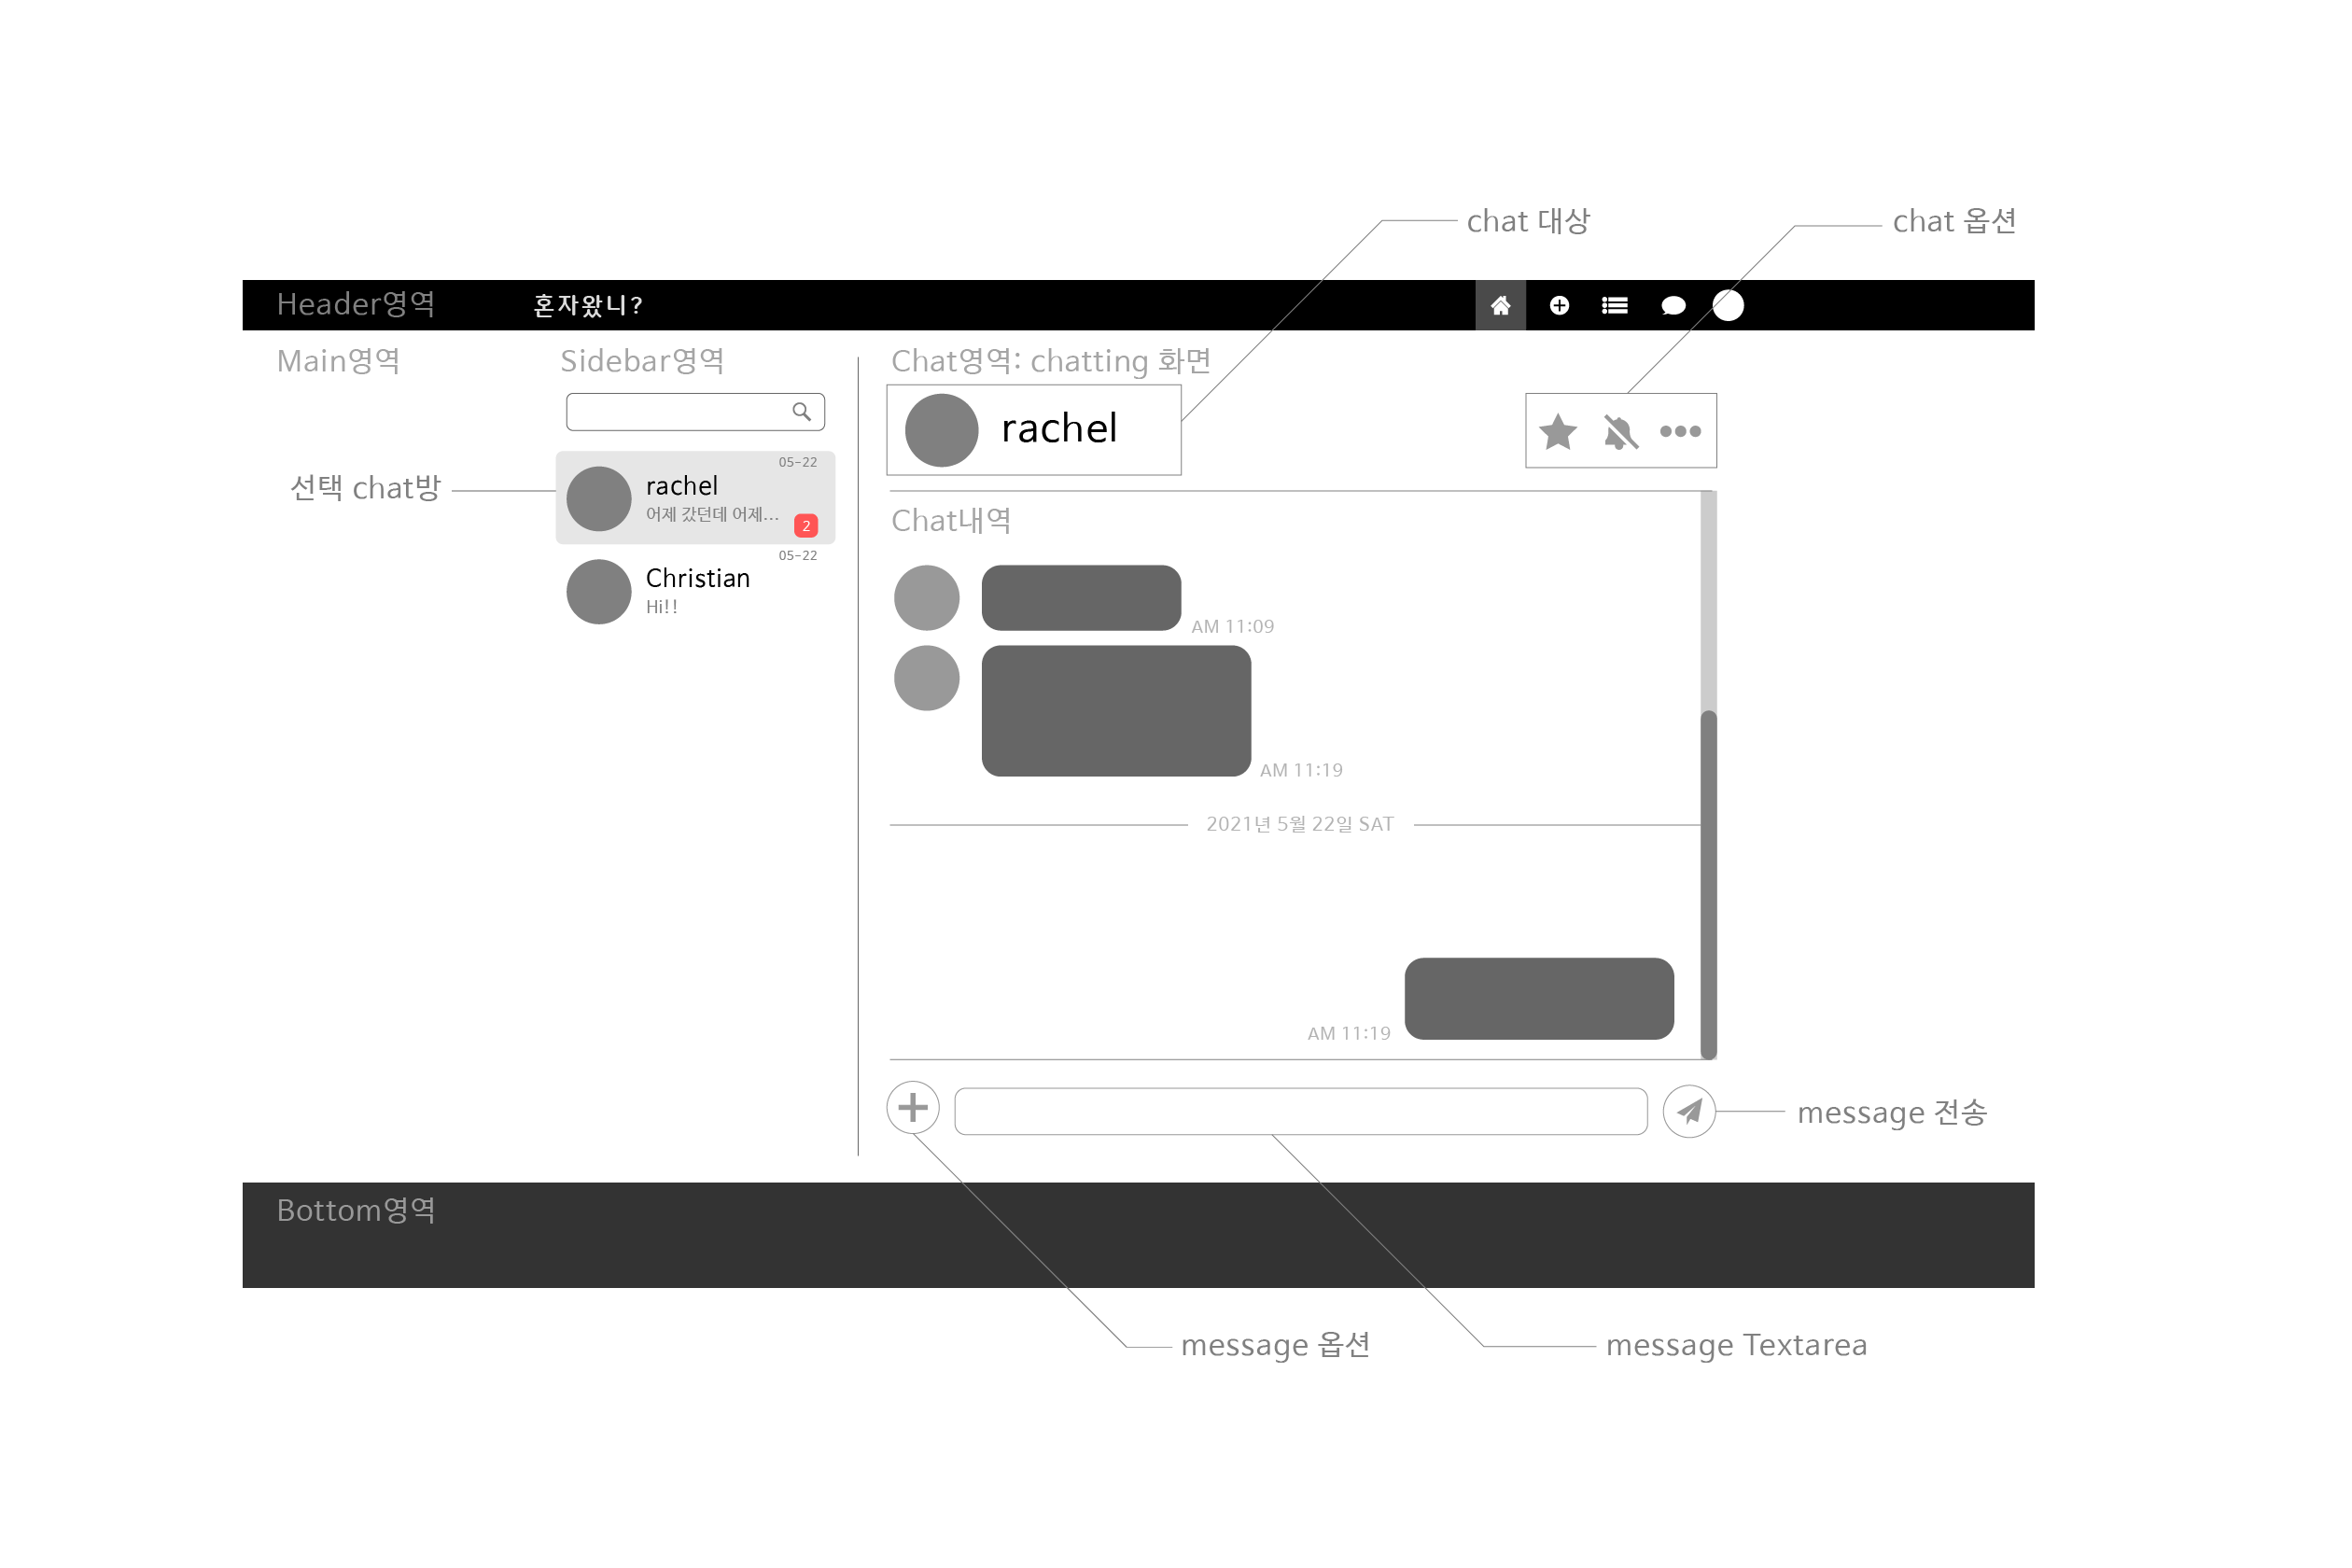 chat 대상
chat 옵션
Header영역
혼자왔니?
Main영역
Sidebar영역
Chat영역: chatting 화면
rachel
선택 chat방
05-22
rachel
어제 갔던데 어제...
2
05-22
Christian
Hi!!
Chat내역
AM 11:09
AM 11:19
2021년 5월 22일 SAT
AM 11:19
message 전송
Bottom영역
message 옵션
message Textarea